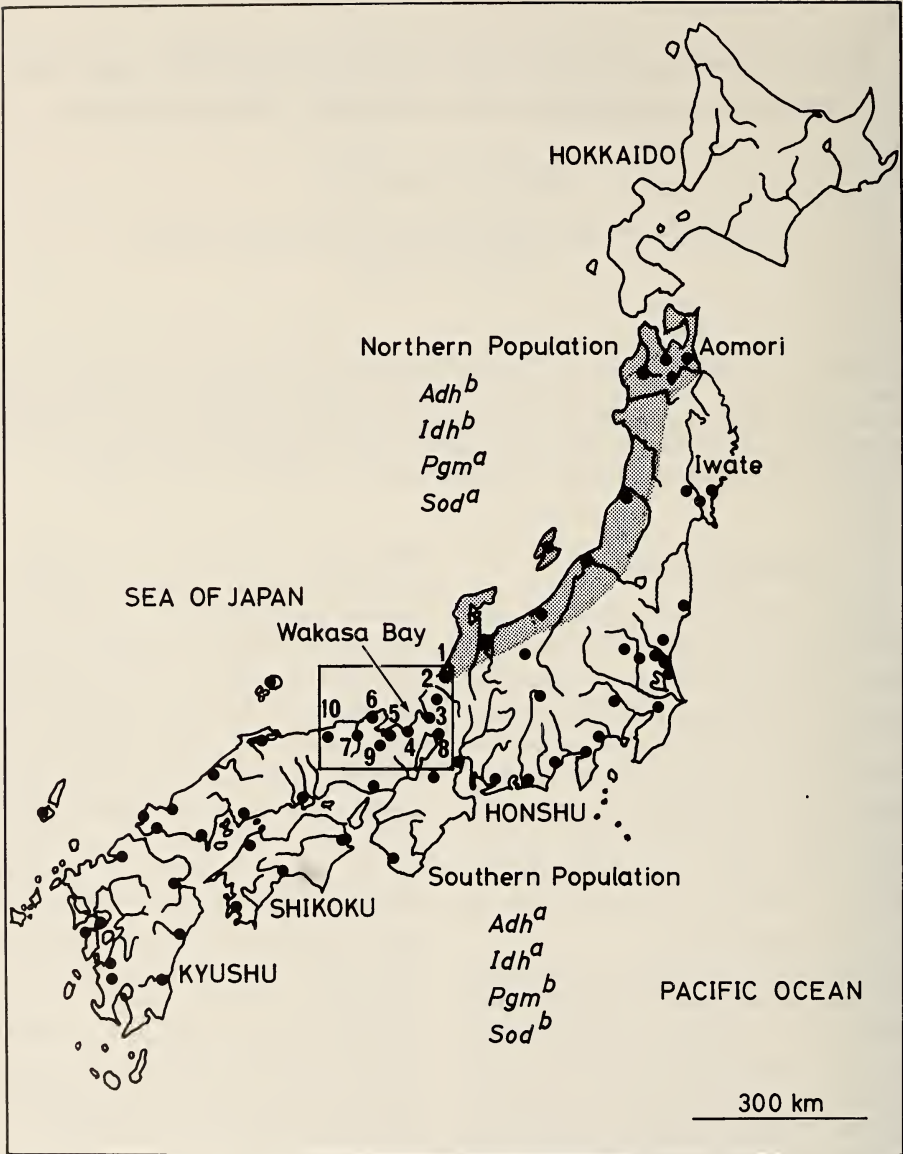 HOKKAIDO
Northern Population
Aomori
Adh^b
Idh^b
Pgm^a
Sod^a
Iwate
SEA OF JAPAN
Wakasa Bay
1
2
10
6
5
3
7
9
4
8
HONSHU
Southern Population
SHIKOKU
Adh^a
Idh^a
KYUSHU
Pgm^b
PACIFIC OCEAN
Sod^b
300 km